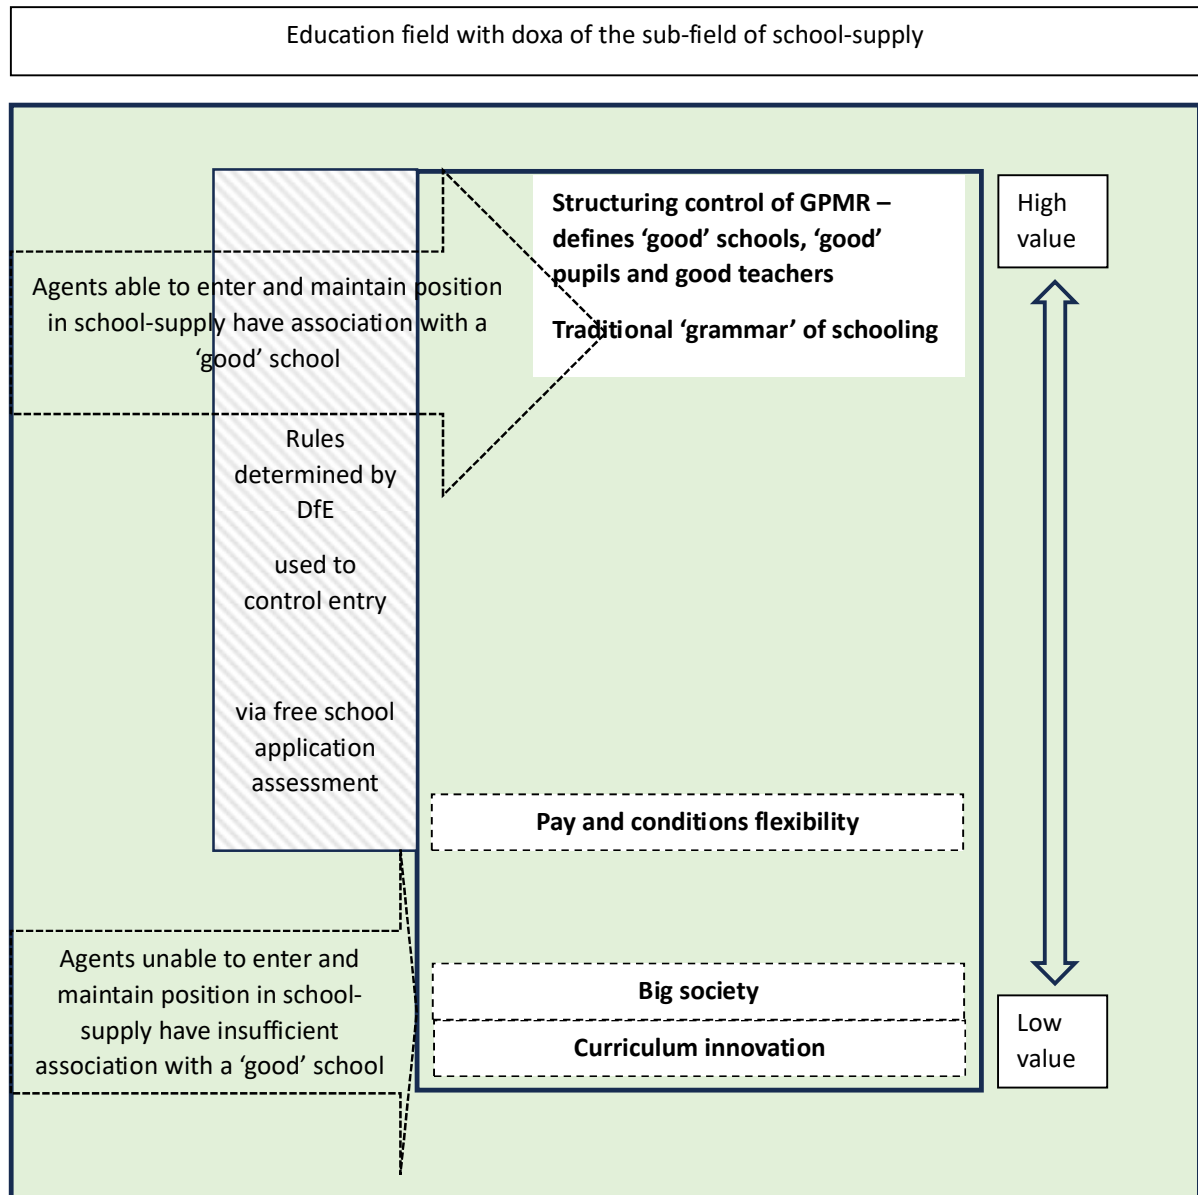 Education field with doxa of the sub-field of school-supply
Structuring control of GPMR –
defines ‘good’ schools, ‘good’
pupils and good teachers
Traditional ‘grammar’ of schooling
High
value
Agents able to enter and maintain position
in school-supply have association with a
‘good’ school
Rules
determined by
DfE
used to
control entry
via free school
application
assessment
Pay and conditions flexibility
Agents unable to enter and
maintain position in school-
supply have insufficient
association with a ‘good’ school
Big society
Curriculum innovation
Low
value